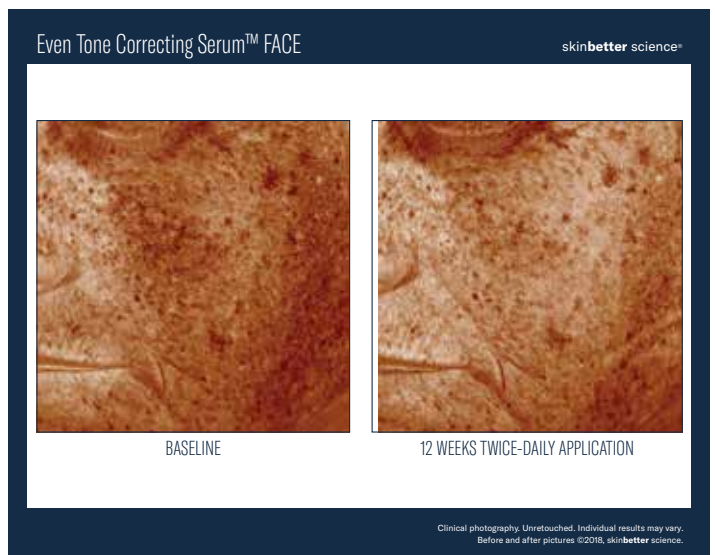 Even Tone Correcting Serum™ FACE
skinbetter science®
BASELINE
12 WEEKS TWICE-DAILY APPLICATION
Clinical photography. Unretouched. Individual results may vary.
Before and after pictures ©2018, skinbetter science.